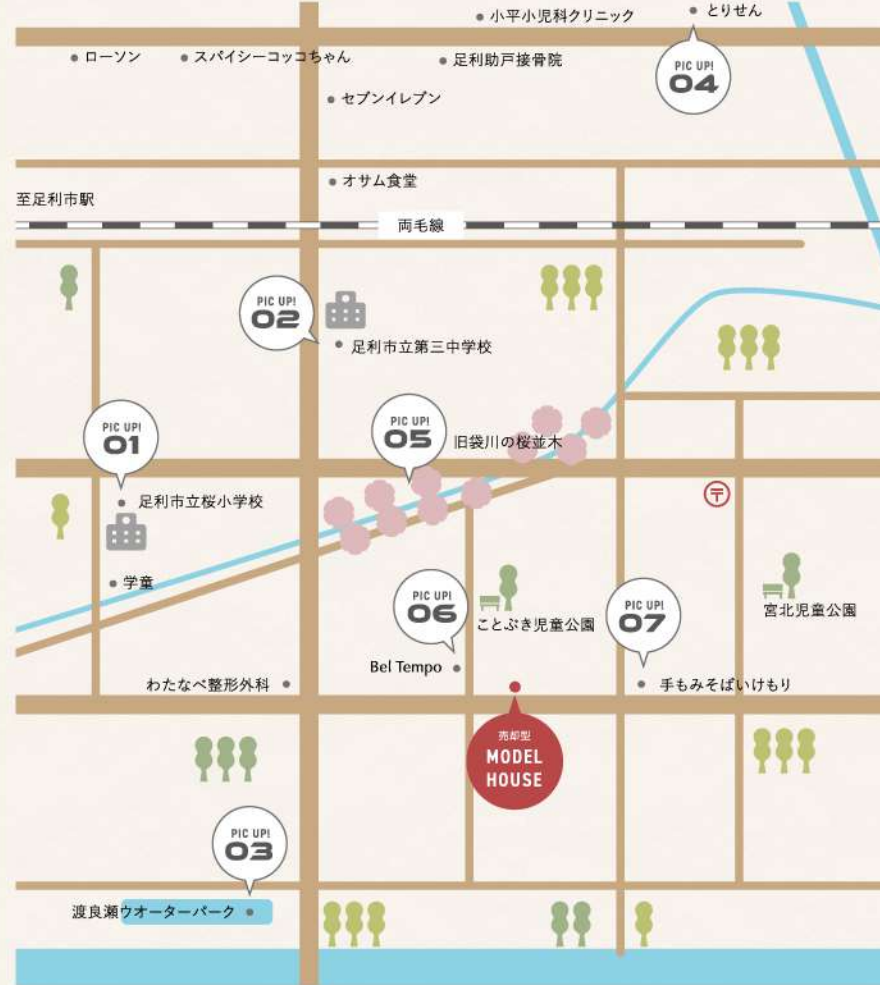 小平小児科クリニック
とりせん
ローソン
スパイシーコッコちゃん
足利助戸接骨院
PIC UP!
04
セブンイレブン
オサム食堂
至足利市駅
両毛線
PIC UP!
02
足利市立第三中学校
PIC UP!
01
PIC UP!
05
旧袋川の桜並木
〒
足利市立桜小学校
学童
PIC UP!
06
ことぶき児童公園
PIC UP!
07
宮北児童公園
Bel Tempo
わたなべ整形外科
手もみそばいけもり
売却型
MODEL
HOUSE
PIC UP!
03
渡良瀬ウオーターパーク